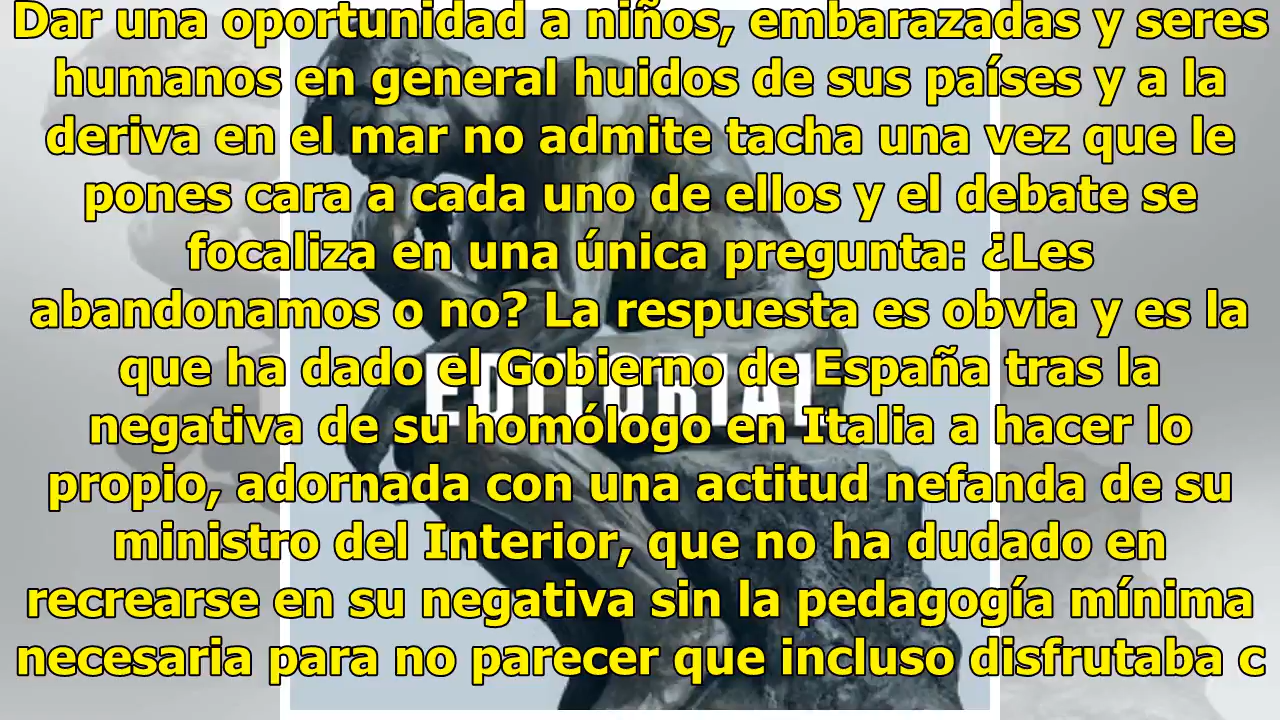 Dar una oportunidad a niños, embarazadas y seres
humanos en general huidos de sus países y a la
deriva en el mar no admite tacha una vez que le
pones cara a cada uno de ellos y el debate se
focaliza en una única pregunta: ¿Les
abandonamos o no? La respuesta es obvia y es la
que ha dado el Gobierno de España tras la
EDITORIAL
negativa de su homólogo en Italia a hacer lo
propio, adornada con una actitud nefanda de su
ministro del Interior, que no ha dudado en
recrearse en su negativa sin la pedagogía mínima
necesaria para no parecer que incluso disfrutaba c